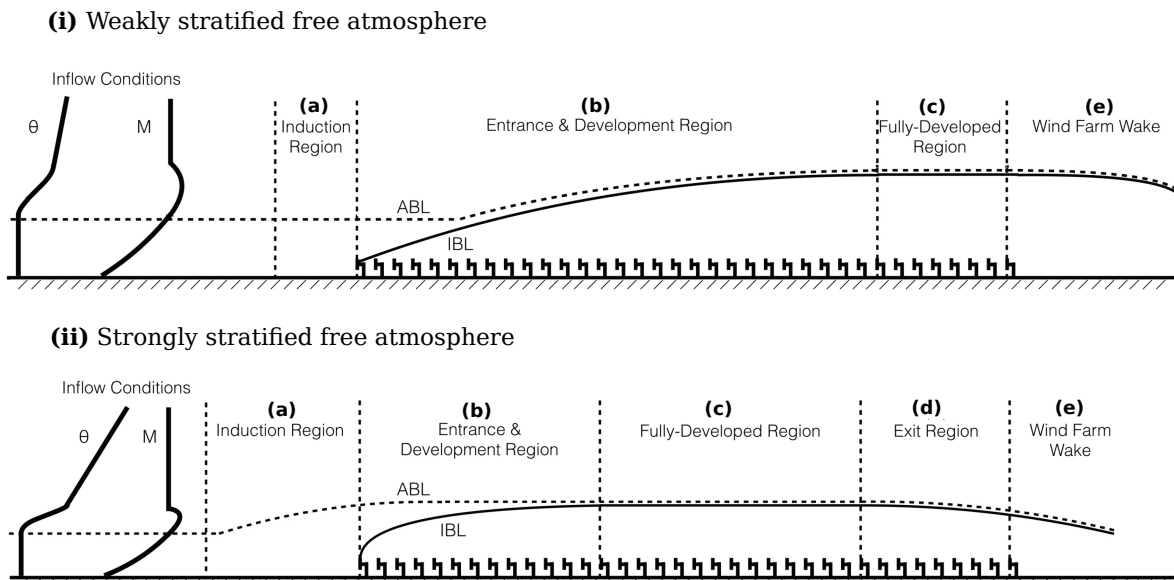 (i) Weakly stratified free atmosphere
Inflow Conditions
θ
M
(a)
Induction
Region
(b)
Entrance & Development Region
(c)
Fully-Developed
Region
(e)
Wind Farm Wake
ABL
IBL
(ii) Strongly stratified free atmosphere
Inflow Conditions
θ
M
(a)
Induction Region
(b)
Entrance &
Development Region
(c)
Fully-Developed Region
(d)
Exit Region
(e)
Wind Farm
Wake
ABL
IBL